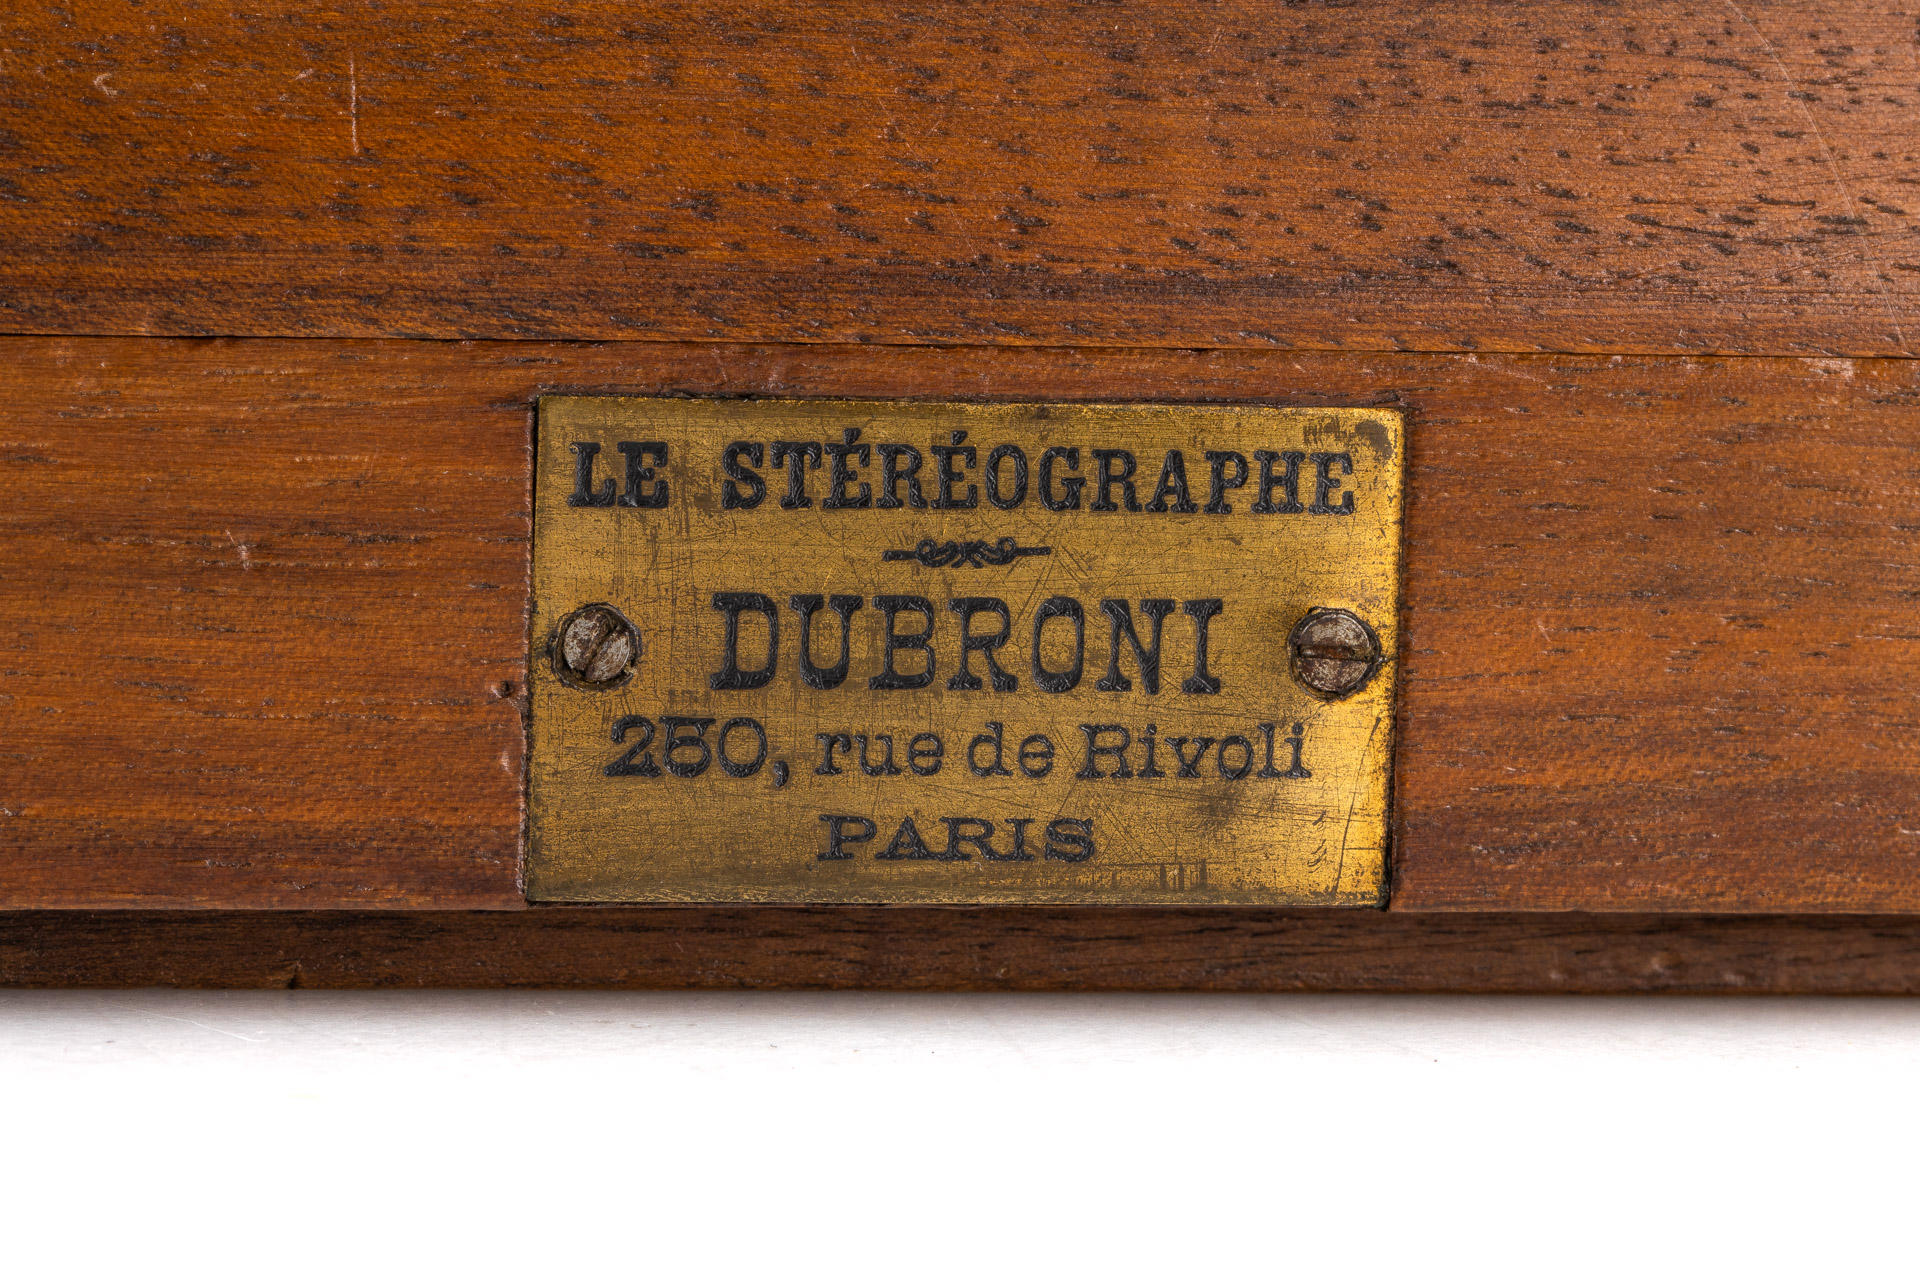 LE STÉRÉOGRAPHE
DUBRONI
250, rue de Rivoli
PARIS